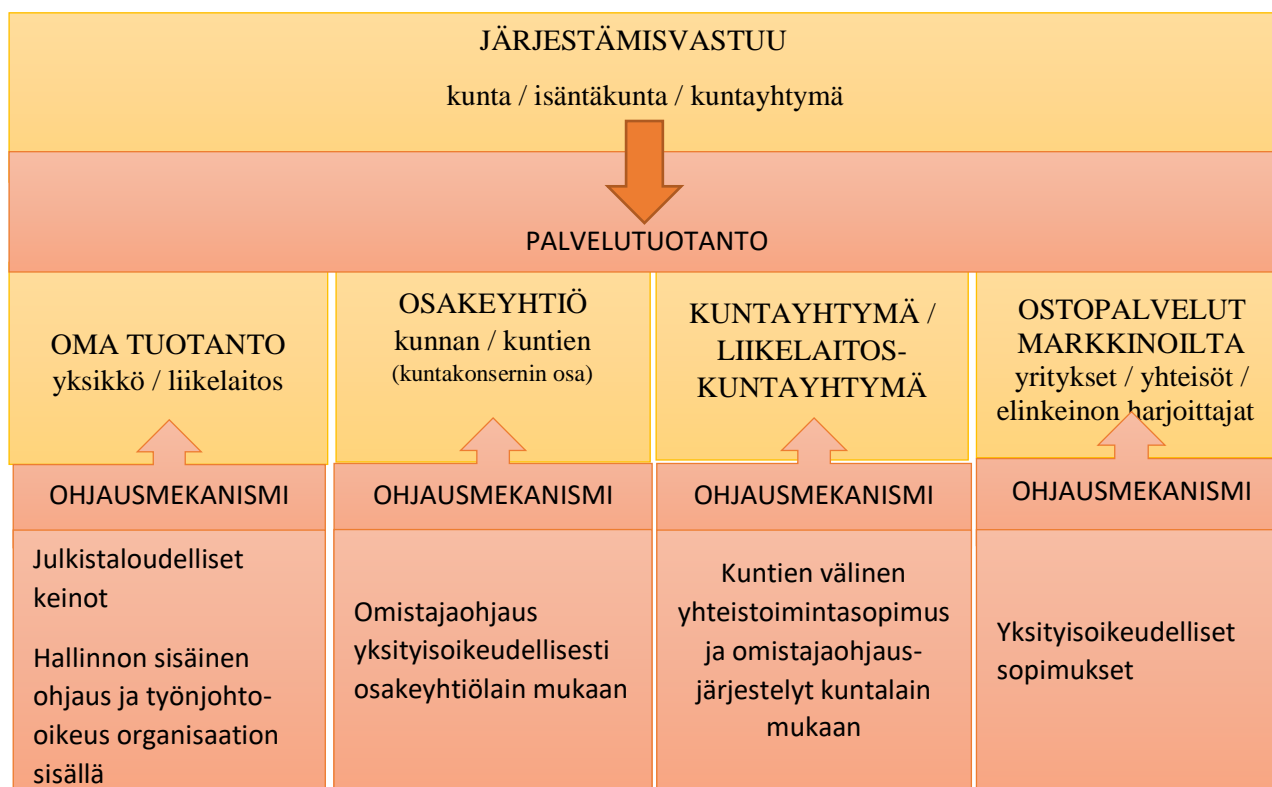 JÄRJESTÄMISVASTUU
kunta / isäntäkunta / kuntayhtymä
PALVELUTUOTANTO
OMA TUOTANTO
yksikkö / liikelaitos
OSAKEYHTIÖ
kunnan / kuntien
(kuntakonsernin osa)
KUNTAYHTYMÄ /
LIIKELAITOS-
KUNTAYHTYMÄ
OSTOPALVELUT
MARKKINOILTA
yritykset / yhteisöt /
elinkeinon harjoittajat
OHJAUSMEKANISMI
Julkistaloudelliset
keinot
Hallinnon sisäinen
ohjaus ja työnjohto-
oikeus organisaation
sisällä
OHJAUSMEKANISMI
Omistajaohjaus
yksityisoikeudellisesti
osakeyhtiölain mukaan
OHJAUSMEKANISMI
Kuntien välinen
yhteistoimintasopimus
ja omistajaohjaus-
järjestelyt kuntalain
mukaan
OHJAUSMEKANISMI
Yksityisoikeudelliset
sopimukset